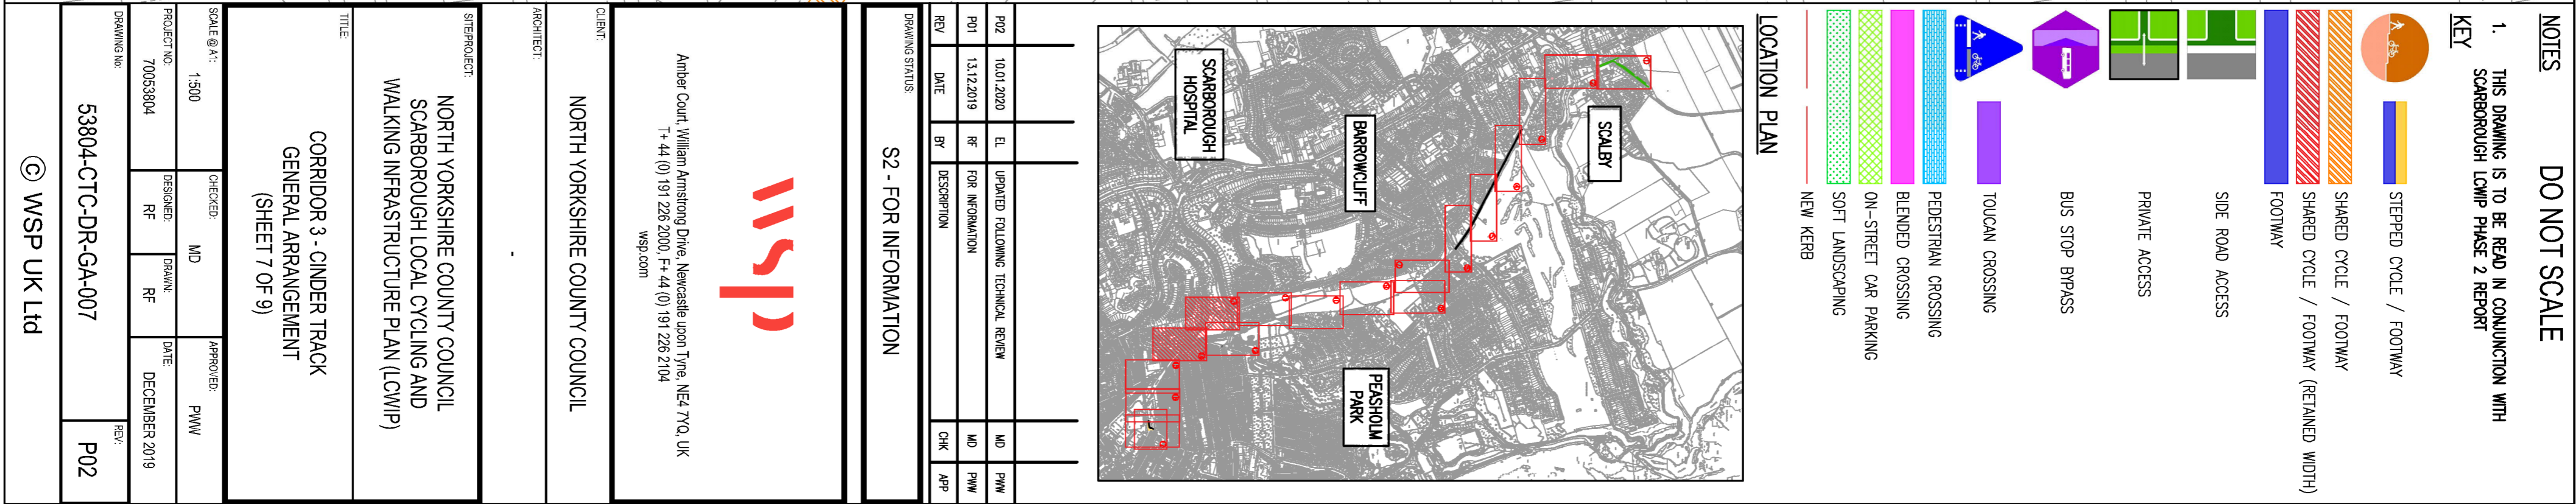 NOTES
DO NOT SCALE
1. THIS DRAWING IS TO BE READ IN CONJUNCTION WITH
SCARBOROUGH LCWIP PHASE 2 REPORT
KEY
STEPPED CYCLE / FOOTWAY
SHARED CYCLE / FOOTWAY
SHARED CYCLE / FOOTWAY (RETAINED WIDTH)
FOOTWAY
SIDE ROAD ACCESS
PRIVATE ACCESS
BUS STOP BYPASS
TOUCAN CROSSING
PEDESTRIAN CROSSING
BLENDED CROSSING
ON-STREET CAR PARKING
SOFT LANDSCAPING
NEW KERB
LOCATION PLAN
SCALBY
BARROWCLIFF
SCARBOROUGH
HOSPITAL
PEASHOLM
PARK
P02 10.01.2020 EL UPDATED FOLLOWING TECHNICAL REVIEW MD PWW
P01 13.12.2019 RF FOR INFORMATION MD PWW
REV DATE BY DESCRIPTION CHK APP
DRAWING STATUS:
S2 - FOR INFORMATION
wsp
Amber Court, William Armstrong Drive, Newcastle upon Tyne, NE4 7YQ, UK
T+ 44 (0) 191 226 2000, F+ 44 (0) 191 226 2104
wsp.com
CLIENT:
NORTH YORKSHIRE COUNTY COUNCIL
ARCHITECT:
-
SITE/PROJECT:
NORTH YORKSHIRE COUNTY COUNCIL
SCARBOROUGH LOCAL CYCLING AND
WALKING INFRASTRUCTURE PLAN (LCWIP)
TITLE:
CORRIDOR 3 - CINDER TRACK
GENERAL ARRANGEMENT
(SHEET 7 OF 9)
SCALE @ A1: CHECKED: APPROVED:
1:500 MD PWW
PROJECT NO: DESIGNED: DRAWN: DATE:
70053804 RF RF DECEMBER 2019
DRAWING No: REV:
53804-CTC-DR-GA-007 P02
© WSP UK Ltd